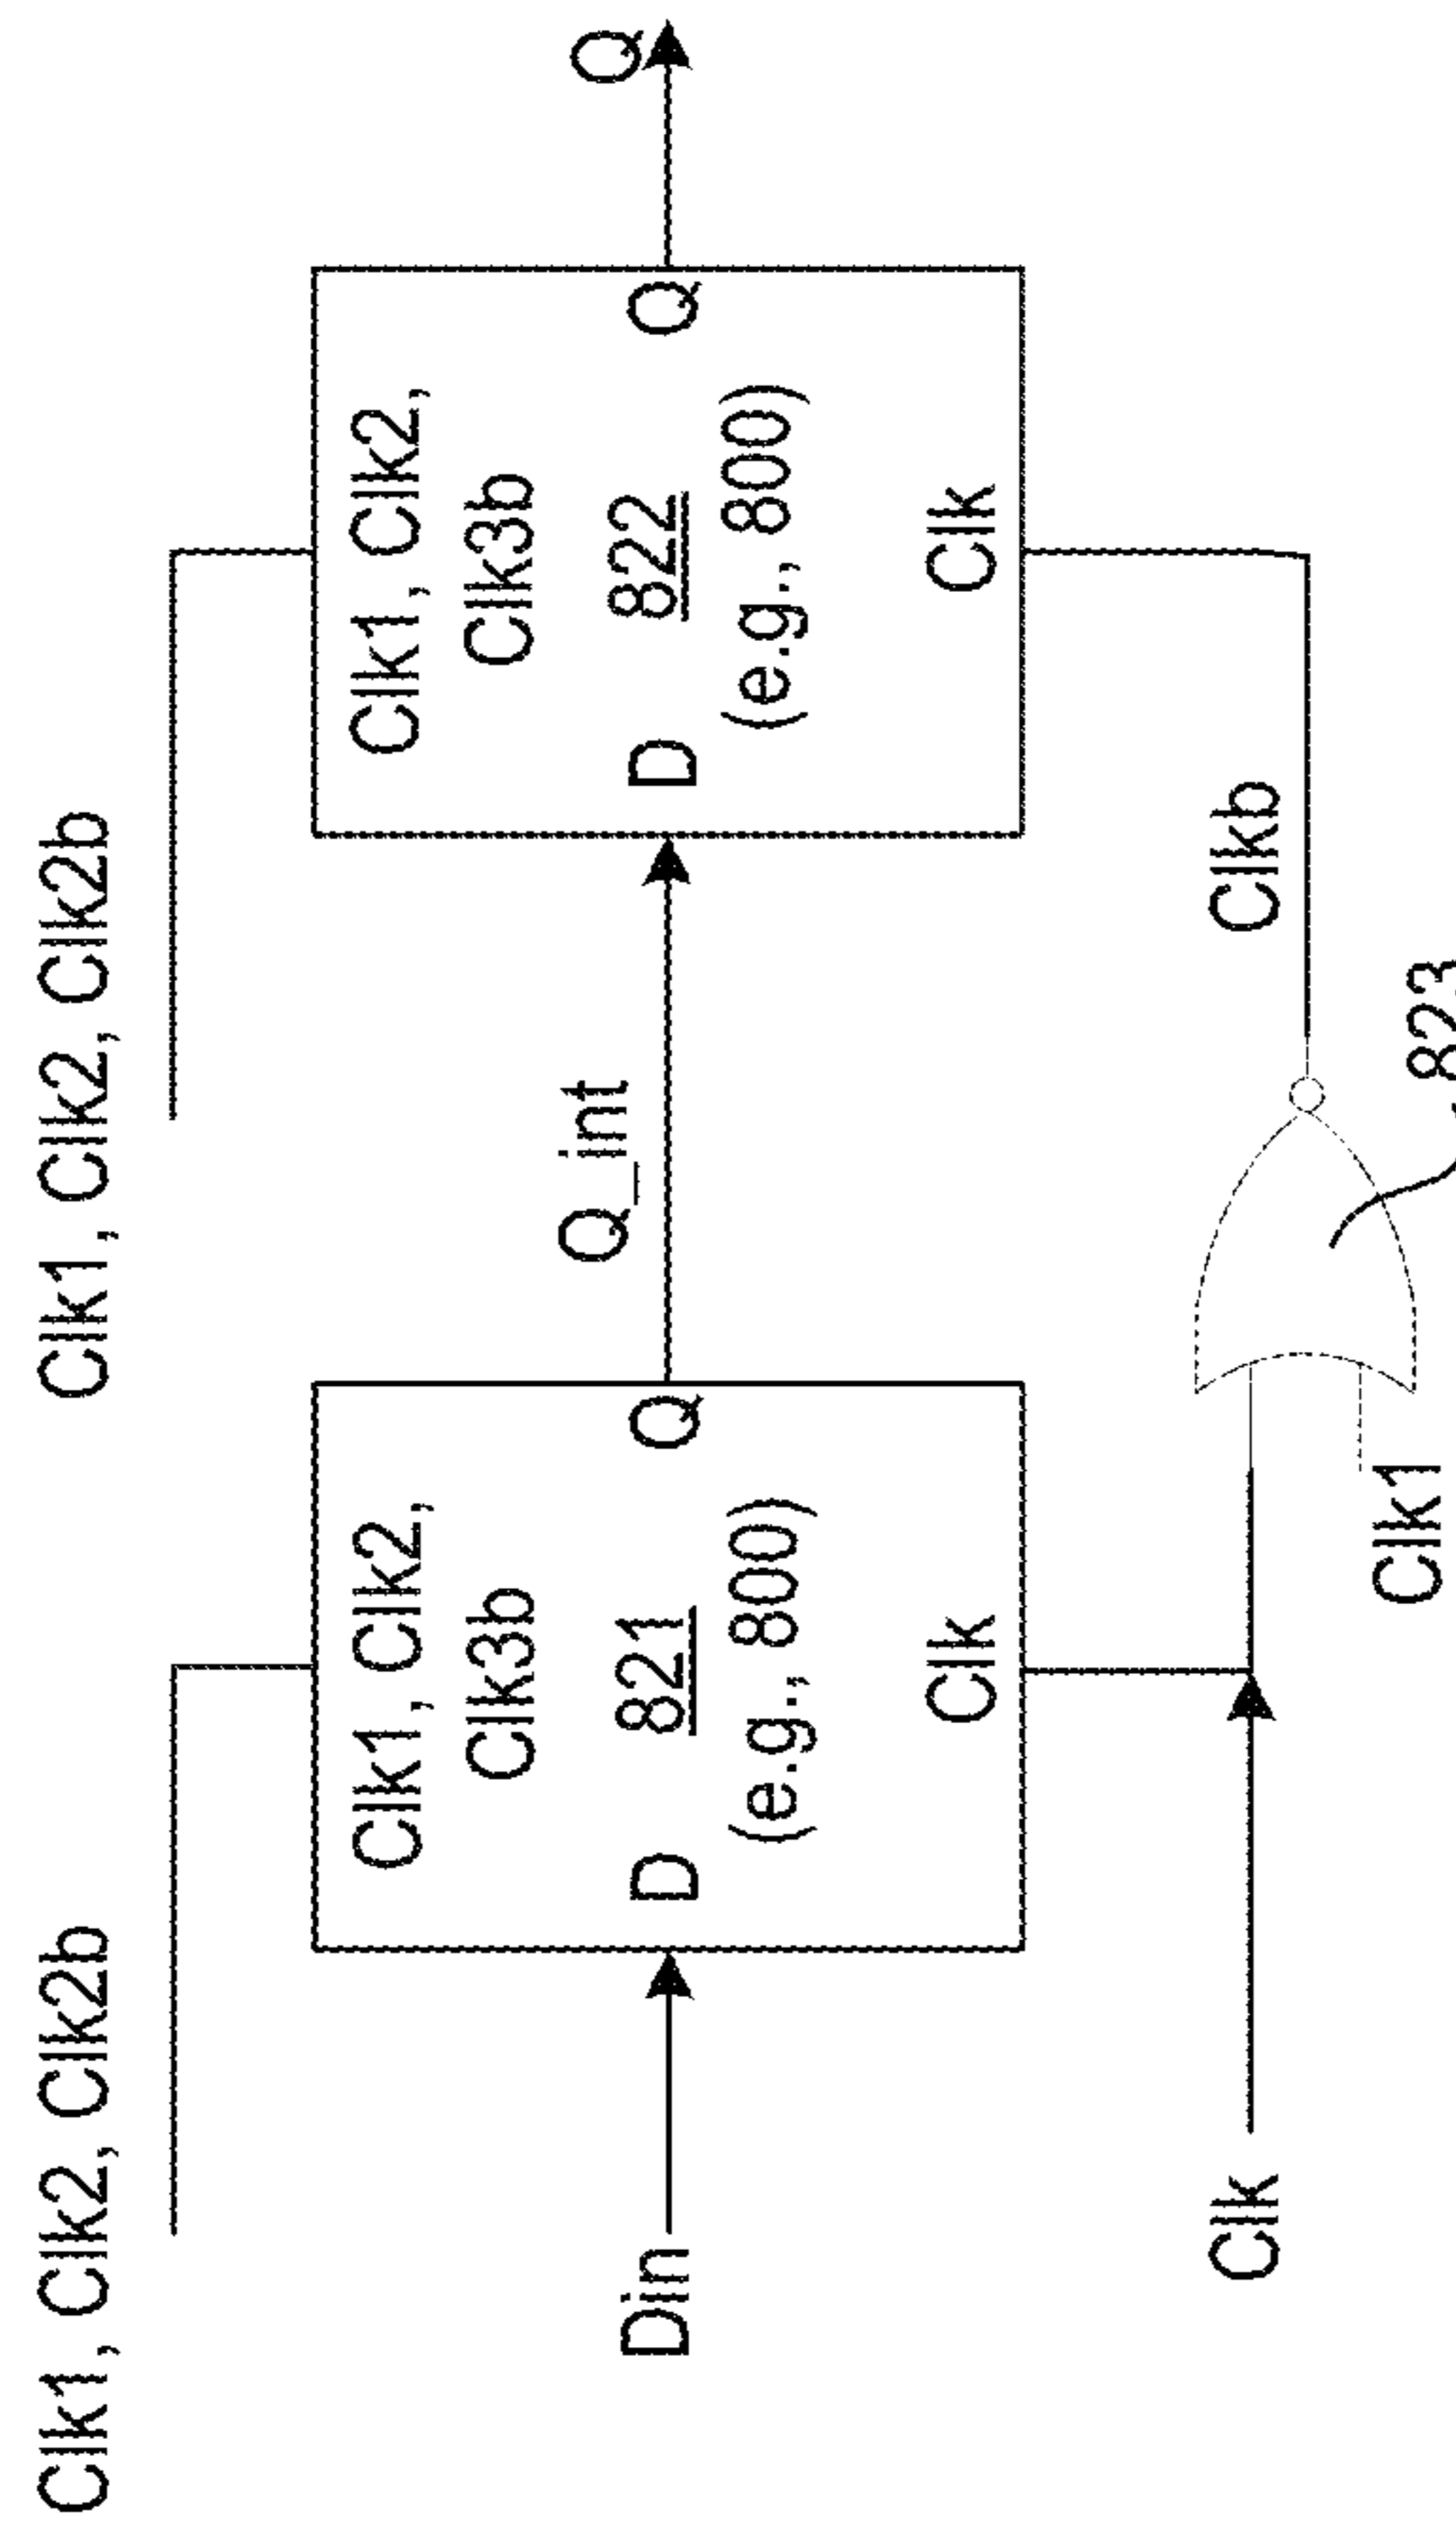 Clk1, Clk2, Clk2b
Clk1, Clk2, Clk2b
Clk1, Clk2,
Clk3b
D
821
Q
(e.g., 800)
Clk
Clk1, Clk2,
Clk3b
D
822
Q
(e.g., 800)
Clk
Din
Q_int
Q
Clk
Clkb
Clk1
823